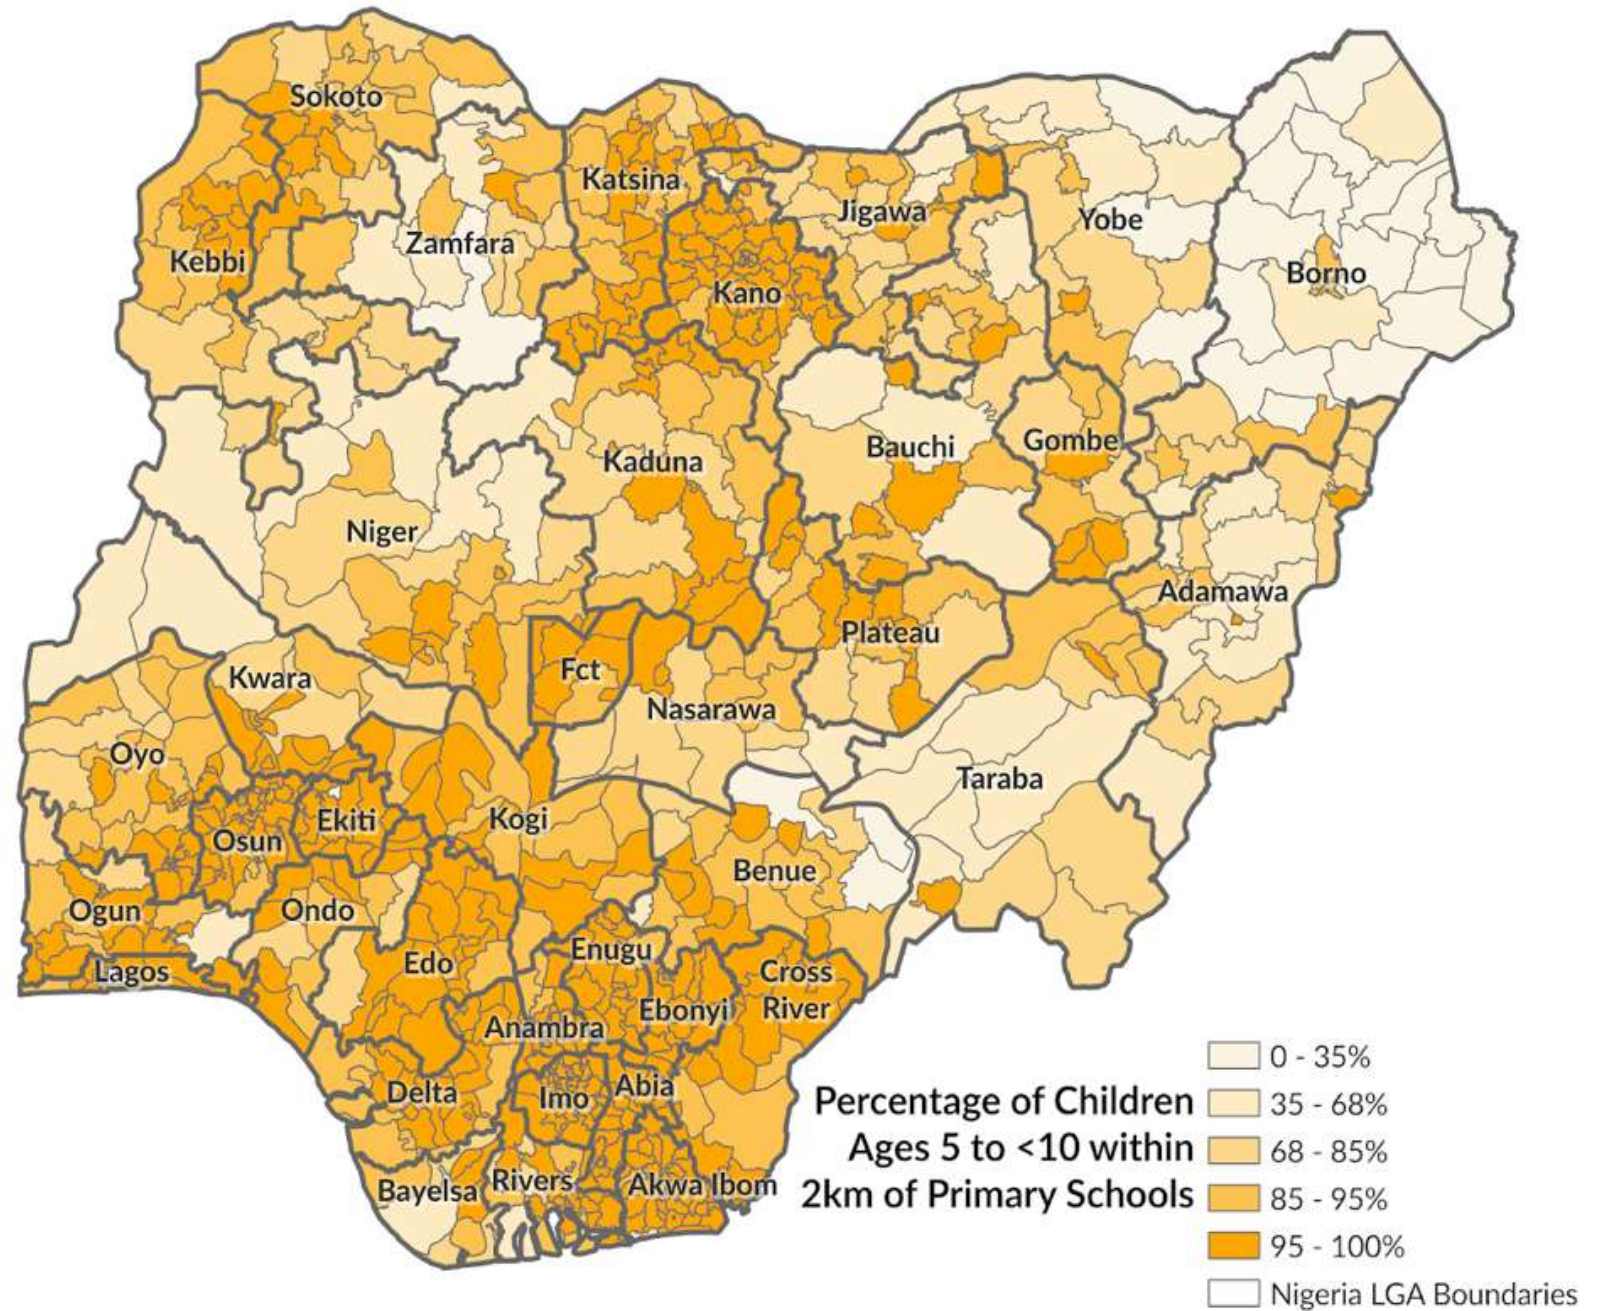 Sokoto
Katsina
Jigawa
Yobe
Zamfara
Kebbi
Borno
Kano
Bauchi
Gombe
Kaduna
Niger
Adamawa
Plateau
Fct
Kwara
Nasarawa
Oyo
Taraba
Kogi
Ekiti
Osun
Benue
Ogun
Ondo
Enugu
Edo
Lagos
Cross
River
Ebonyi
Anambra
Delta
Imo
Abia
Rivers
Bayelsa
Akwa Ibom
Percentage of Children
Ages 5 to <10 within
2km of Primary Schools
0 - 35%
35 - 68%
68 - 85%
85 - 95%
95 - 100%
Nigeria LGA Boundaries